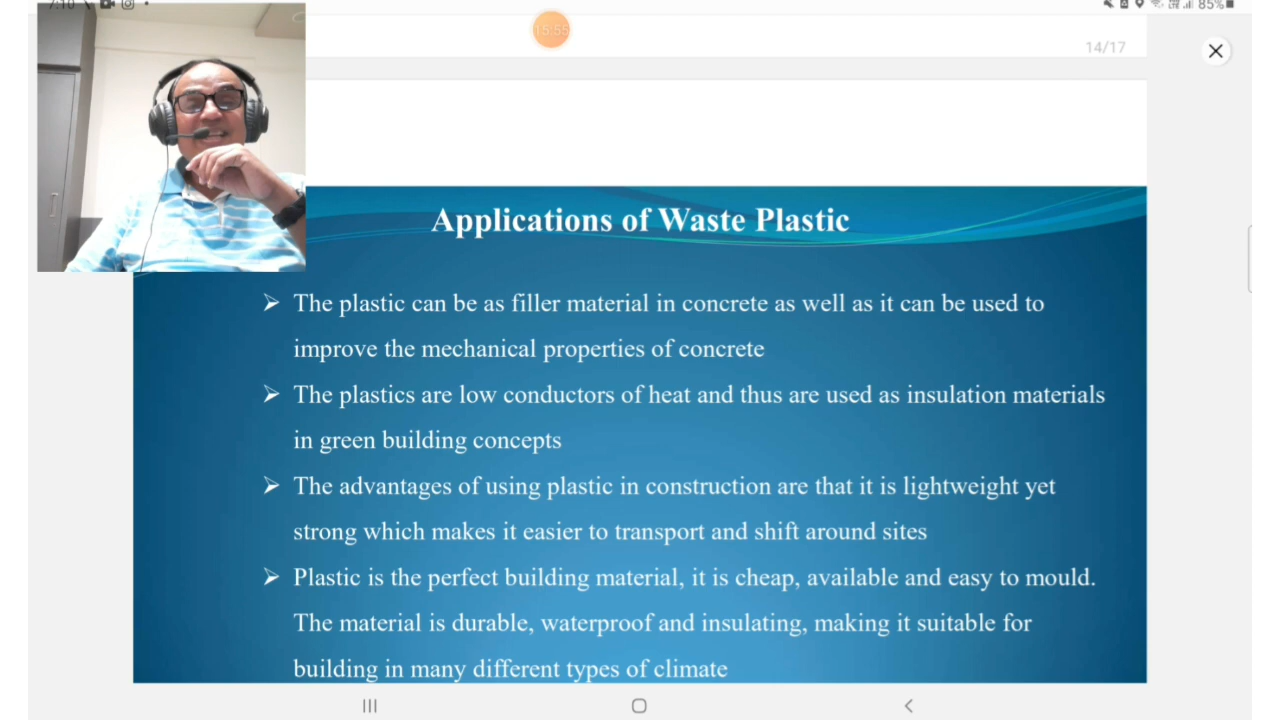 7:10
15:55
85%
14/17
Applications of Waste Plastic
The plastic can be as filler material in concrete as well as it can be used to
improve the mechanical properties of concrete
The plastics are low conductors of heat and thus are used as insulation materials
in green building concepts
The advantages of using plastic in construction are that it is lightweight yet
strong which makes it easier to transport and shift around sites
Plastic is the perfect building material, it is cheap, available and easy to mould.
The material is durable, waterproof and insulating, making it suitable for
building in many different types of climate